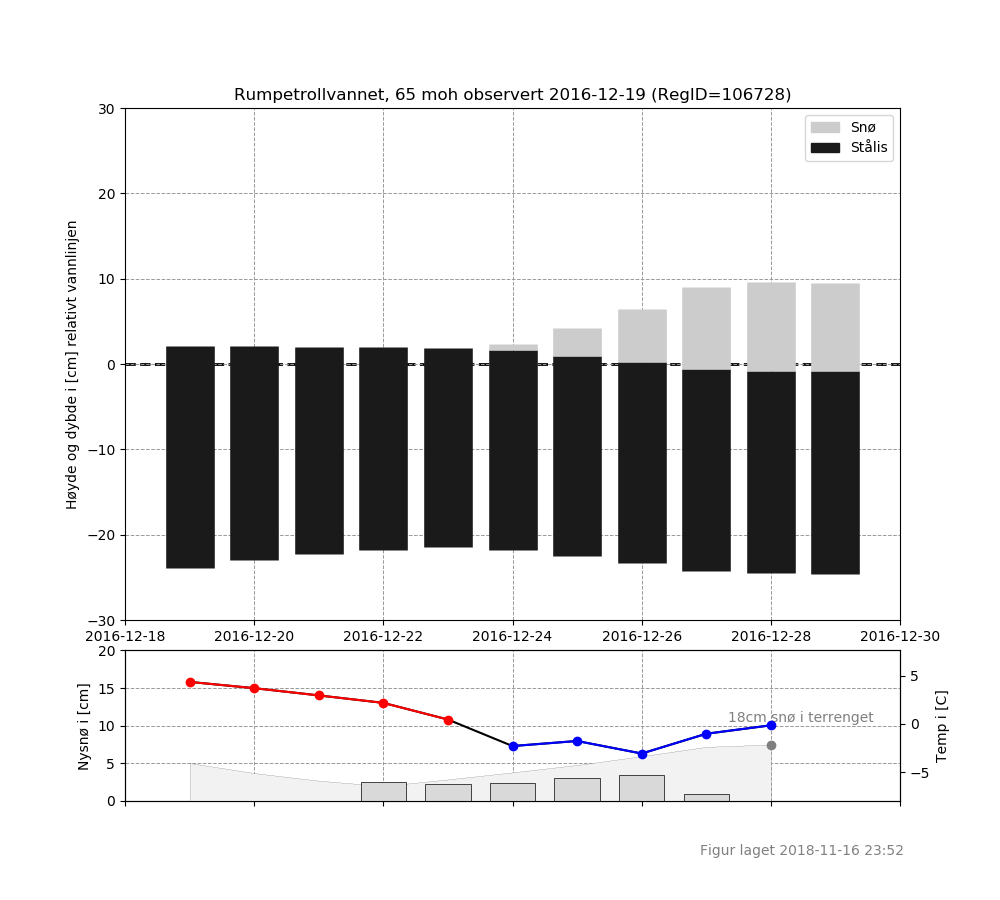 Rumpetrollvannet, 65 moh observert 2016-12-19 (RegID=106728)
Snø
Stålis
Høyde og dybde i [cm] relativt vannlinjen
30
20
10
0
−10
−20
−30
2016-12-18 2016-12-20 2016-12-22 2016-12-24 2016-12-26 2016-12-28 2016-12-30
Nysnø i [cm]
20
15
10
5
0
18cm snø i terrenget
5
0
−5
Temp i [C]
Figur laget 2018-11-16 23:52